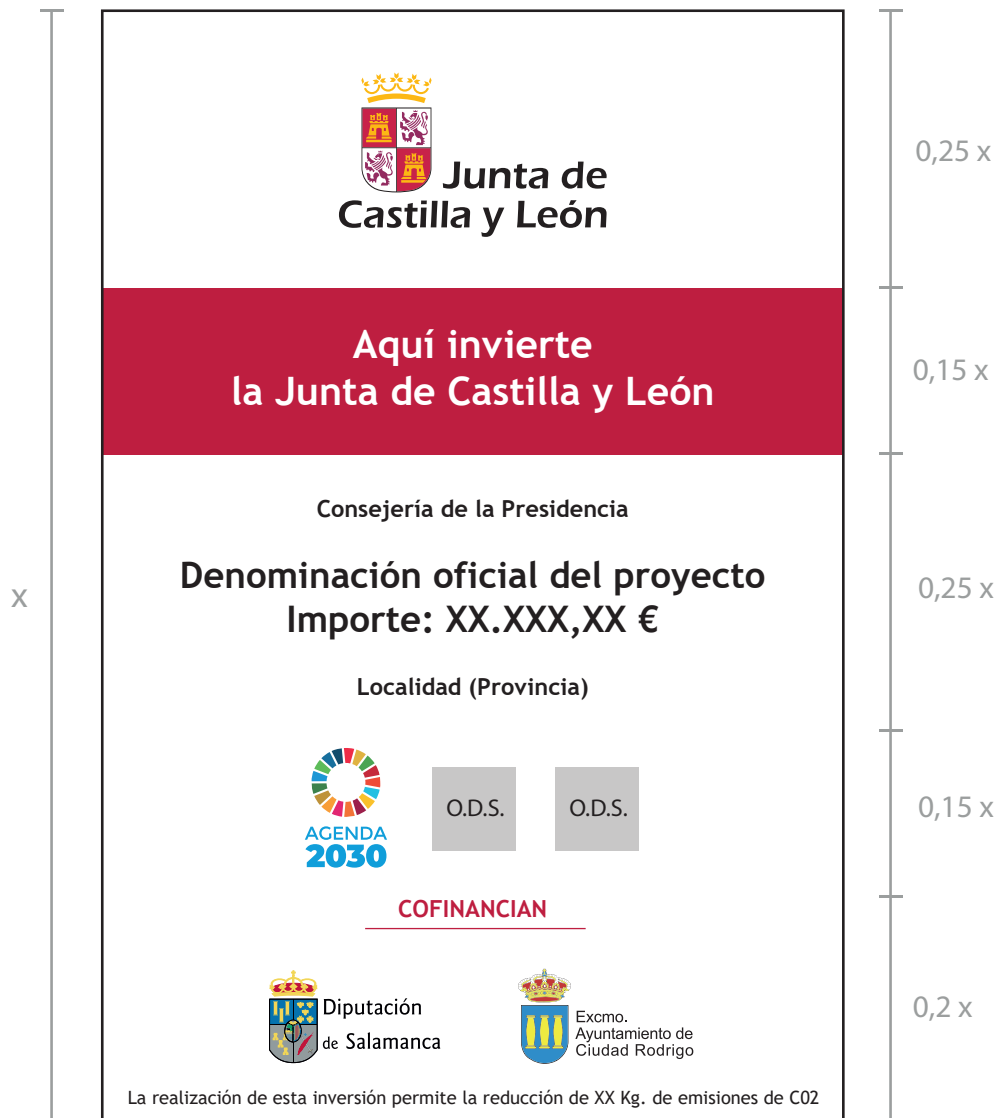 Junta de
Castilla y León
0,25 x
Aquí invierte
la Junta de Castilla y León
0,15 x
Consejería de la Presidencia
Denominación oficial del proyecto
Importe: XX.XXX,XX €
x
0,25 x
Localidad (Provincia)
O.D.S.
O.D.S.
0,15 x
AGENDA
2030
COFINANCIAN
Diputación
de Salamanca
Excmo.
Ayuntamiento de
Ciudad Rodrigo
0,2 x
La realización de esta inversión permite la reducción de XX Kg. de emisiones de C02